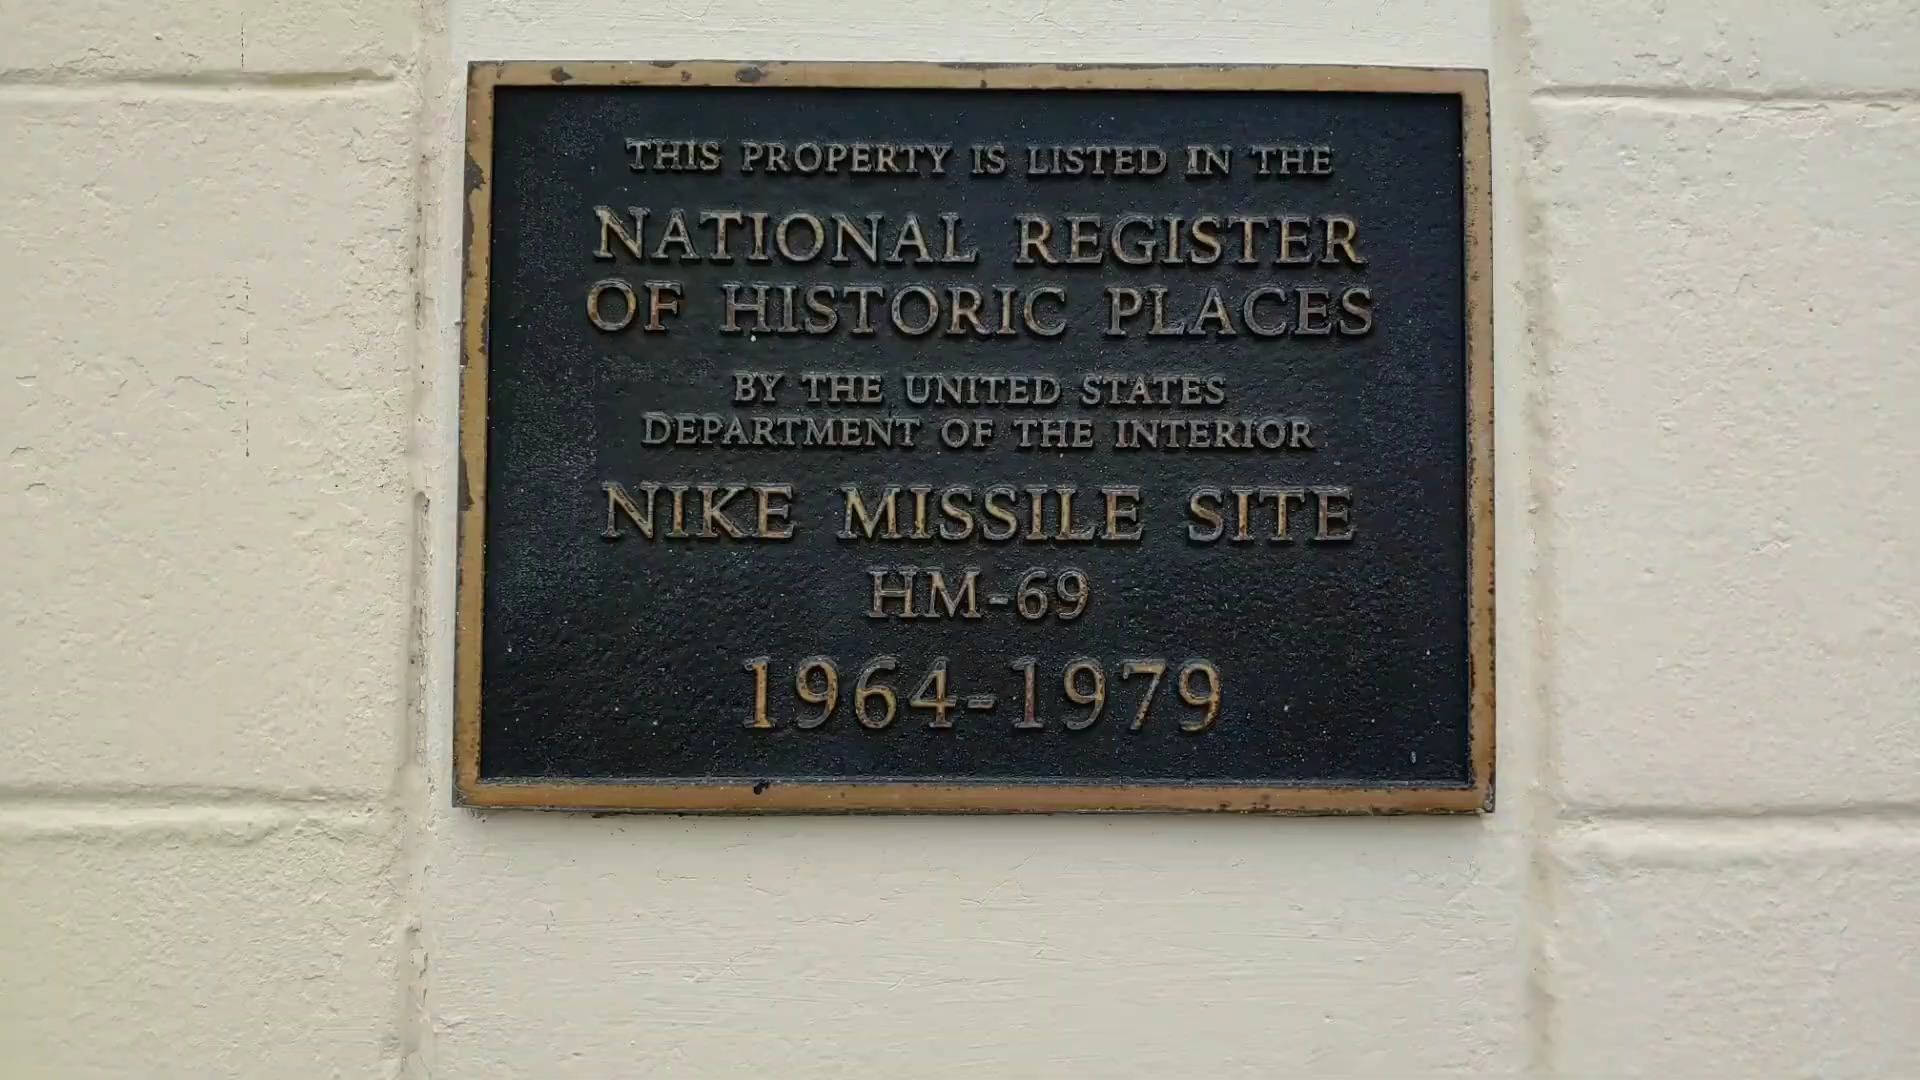 THIS PROPERTY IS LISTED IN THE
NATIONAL REGISTER
OF HISTORIC PLACES
BY THE UNITED STATES
DEPARTMENT OF THE INTERIOR
NIKE MISSILE SITE
HM-69
1964-1979